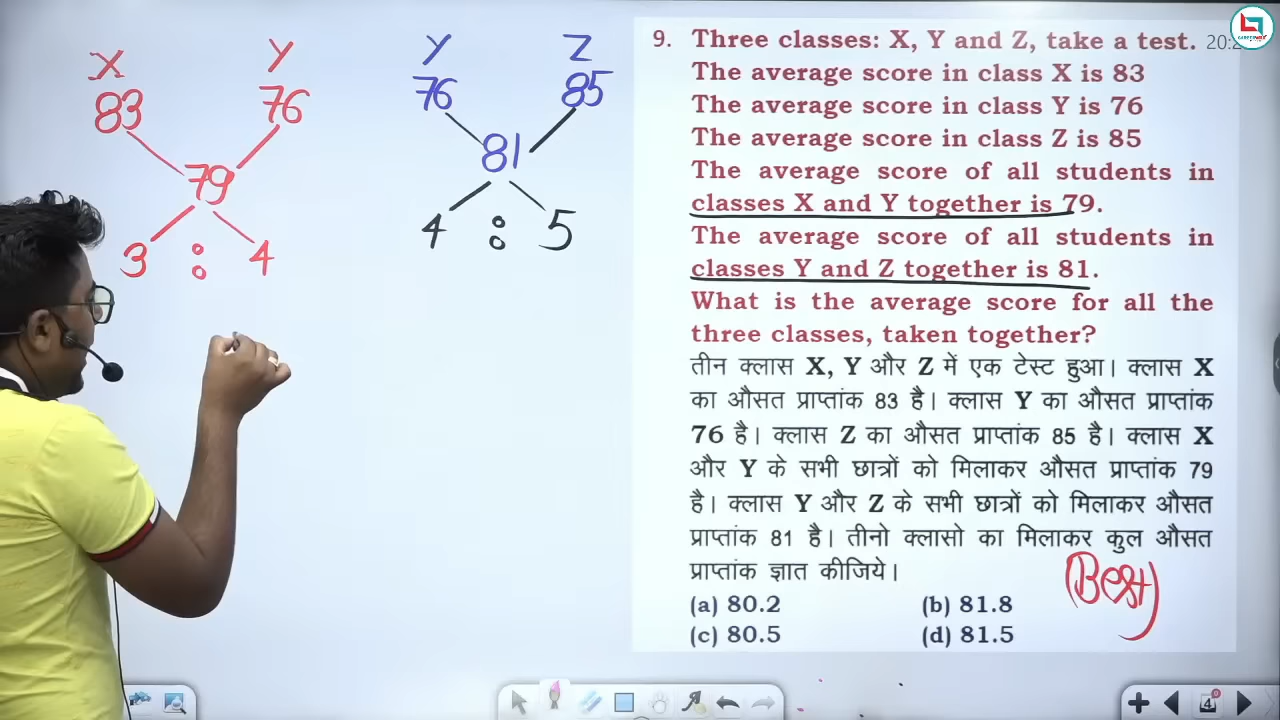 X Y
83 76
79
3 : 4
Y Z
76 85
81
4 : 5
9. Three classes: X, Y and Z, take a test.
The average score in class X is 83
The average score in class Y is 76
The average score in class Z is 85
The average score of all students in
classes X and Y together is 79.
The average score of all students in
classes Y and Z together is 81.
What is the average score for all the
three classes, taken together?
तीन क्लास X, Y और Z में एक टेस्ट हुआ। क्लास X
का औसत प्राप्तांक 83 है। क्लास Y का औसत प्राप्तांक
76 है। क्लास Z का औसत प्राप्तांक 85 है। क्लास X
और Y के सभी छात्रों को मिलाकर औसत प्राप्तांक 79
है। क्लास Y और Z के सभी छात्रों को मिलाकर औसत
प्राप्तांक 81 है। तीनो क्लासो का मिलाकर कुल औसत
प्राप्तांक ज्ञात कीजिये।
(Best)
(a) 80.2 (b) 81.8
(c) 80.5 (d) 81.5
4